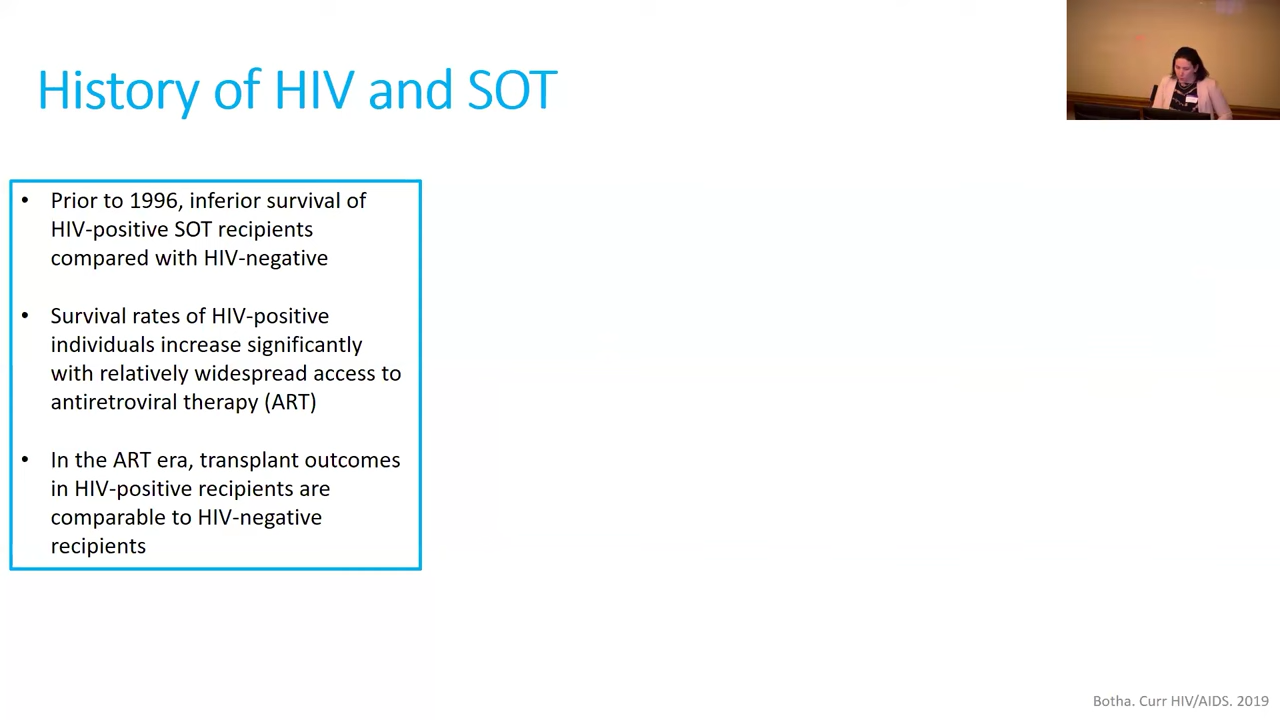 History of HIV and SOT
• Prior to 1996, inferior survival of
HIV-positive SOT recipients
compared with HIV-negative
• Survival rates of HIV-positive
individuals increase significantly
with relatively widespread access to
antiretroviral therapy (ART)
• In the ART era, transplant outcomes
in HIV-positive recipients are
comparable to HIV-negative
recipients
Botha. Curr HIV/AIDS. 2019